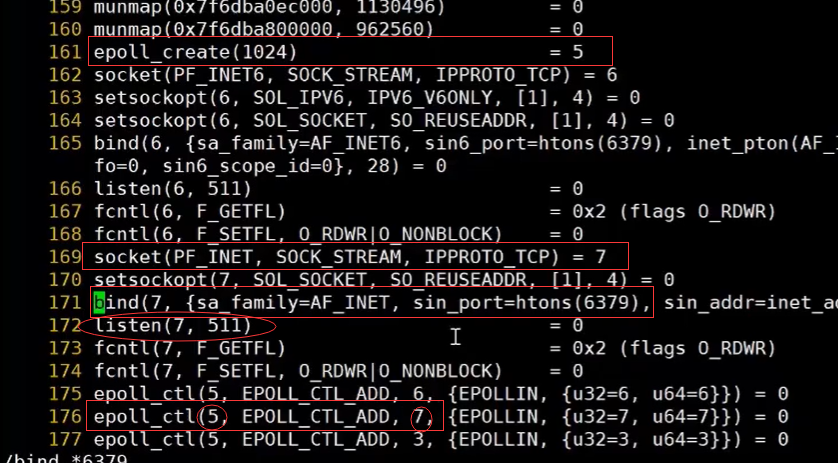 159 munmap(0x7f6dba0ec000, 1130496) = 0
160 munmap(0x7f6dba800000, 962560) = 0
161 epoll_create(1024) = 5
162 socket(PF_INET6, SOCK_STREAM, IPPROTO_TCP) = 6
163 setsockopt(6, SOL_IPV6, IPV6_V6ONLY, [1], 4) = 0
164 setsockopt(6, SOL_SOCKET, SO_REUSEADDR, [1], 4) = 0
165 bind(6, {sa_family=AF_INET6, sin6_port=htons(6379), inet_pton(AF_I
fo=0, sin6_scope_id=0}, 28) = 0
166 listen(6, 511) = 0
167 fcntl(6, F_GETFL) = 0x2 (flags O_RDWR)
168 fcntl(6, F_SETFL, O_RDWR|O_NONBLOCK) = 0
169 socket(PF_INET, SOCK_STREAM, IPPROTO_TCP) = 7
170 setsockopt(7, SOL_SOCKET, SO_REUSEADDR, [1], 4) = 0
171 bind(7, {sa_family=AF_INET, sin_port=htons(6379), sin_addr=inet_ad
172 listen(7, 511) = 0
173 fcntl(7, F_GETFL) = 0x2 (flags O_RDWR)
174 fcntl(7, F_SETFL, O_RDWR|O_NONBLOCK) = 0
175 epoll_ctl(5, EPOLL_CTL_ADD, 6, {EPOLLIN, {u32=6, u64=6}}) = 0
176 epoll_ctl(5, EPOLL_CTL_ADD, 7, {EPOLLIN, {u32=7, u64=7}}) = 0
177 epoll_ctl(5, EPOLL_CTL_ADD, 3, {EPOLLIN, {u32=3, u64=3}}) = 0
/bind *6379